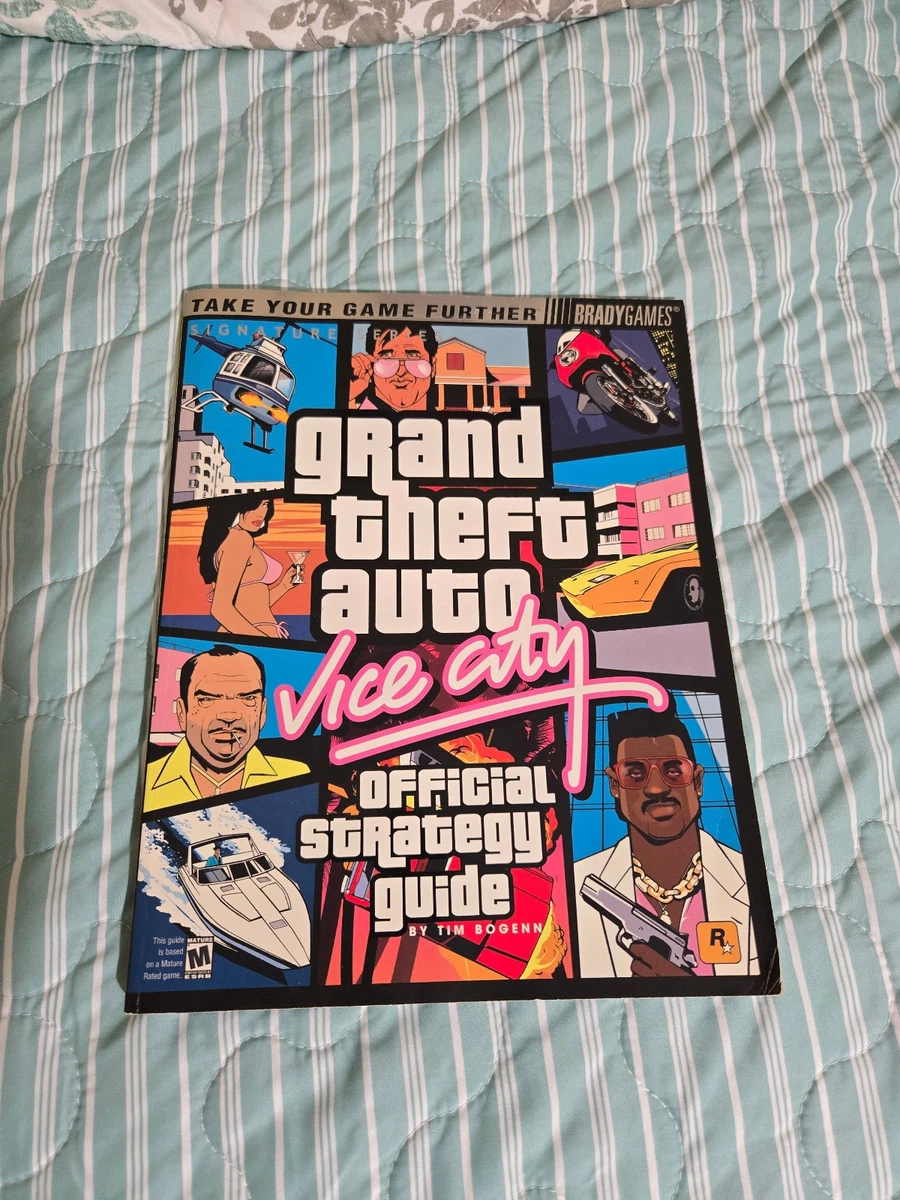 TAKE YOUR GAME FURTHER
BRADYGAMES®
SIGNATURE SERIES
grand
theft
auto
Vice City
official
strategy
guide
BY TIM BOGENN
This guide
is based
on a Mature
Rated game.
MATURE
M
ESRB
R